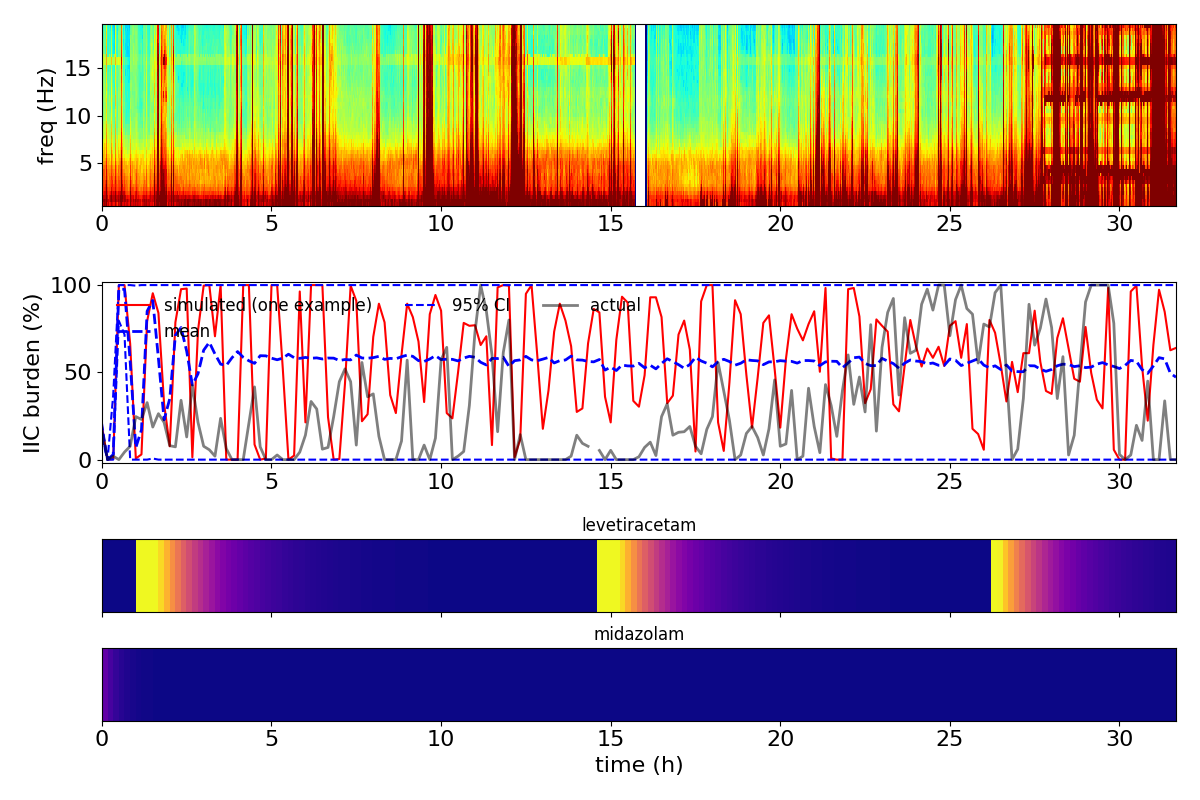 freq (Hz)
15
10
5
0 5 10 15 20 25 30
IIC burden (%)
100
50
0
simulated (one example) 95% CI actual
mean
0 5 10 15 20 25 30
levetiracetam
midazolam
0 5 10 15 20 25 30
time (h)